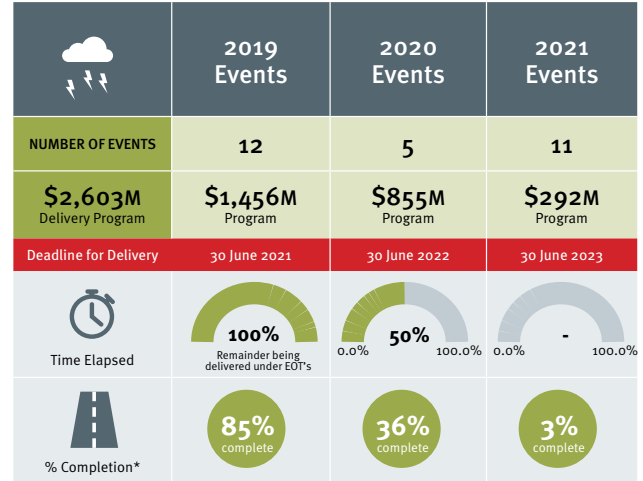 2019 Events
2020 Events
2021 Events
NUMBER OF EVENTS
12
5
11
$2,603M
Delivery Program
$1,456M
Program
$855M
Program
$292M
Program
Deadline for Delivery
30 June 2021
30 June 2022
30 June 2023
Time Elapsed
100%
Remainder being
delivered under EOT's
50%
0.0%
100.0%
-
0.0%
100.0%
% Completion*
85%
complete
36%
complete
3%
complete